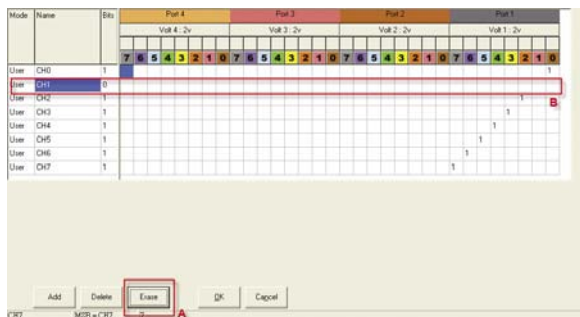 Mode Name Bits Port 4 Port 3 Port 2 Port 1
Volt 4 : 2v Volt 3 : 2v Volt 2 : 2v Volt 1 : 2v
7 6 5 4 3 2 1 0 7 6 5 4 3 2 1 0 7 6 5 4 3 2 1 0 7 6 5 4 3 2 1 0
User CH0 1 1
User CH1 0
B
User CH2 1 1
User CH3 1 1
User CH4 1 1
User CH5 1 1
User CH6 1 1
User CH7 1 1
Add Delete Erase OK Cancel
A
CH7 MSB = CH7